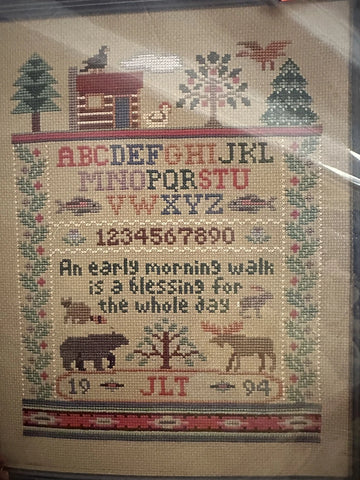 ABCDEFGHIJKL
MNOPQRSTU
VWXYZ
1234567890
An early morning walk
is a blessing for
the whole day
19 JLT 94